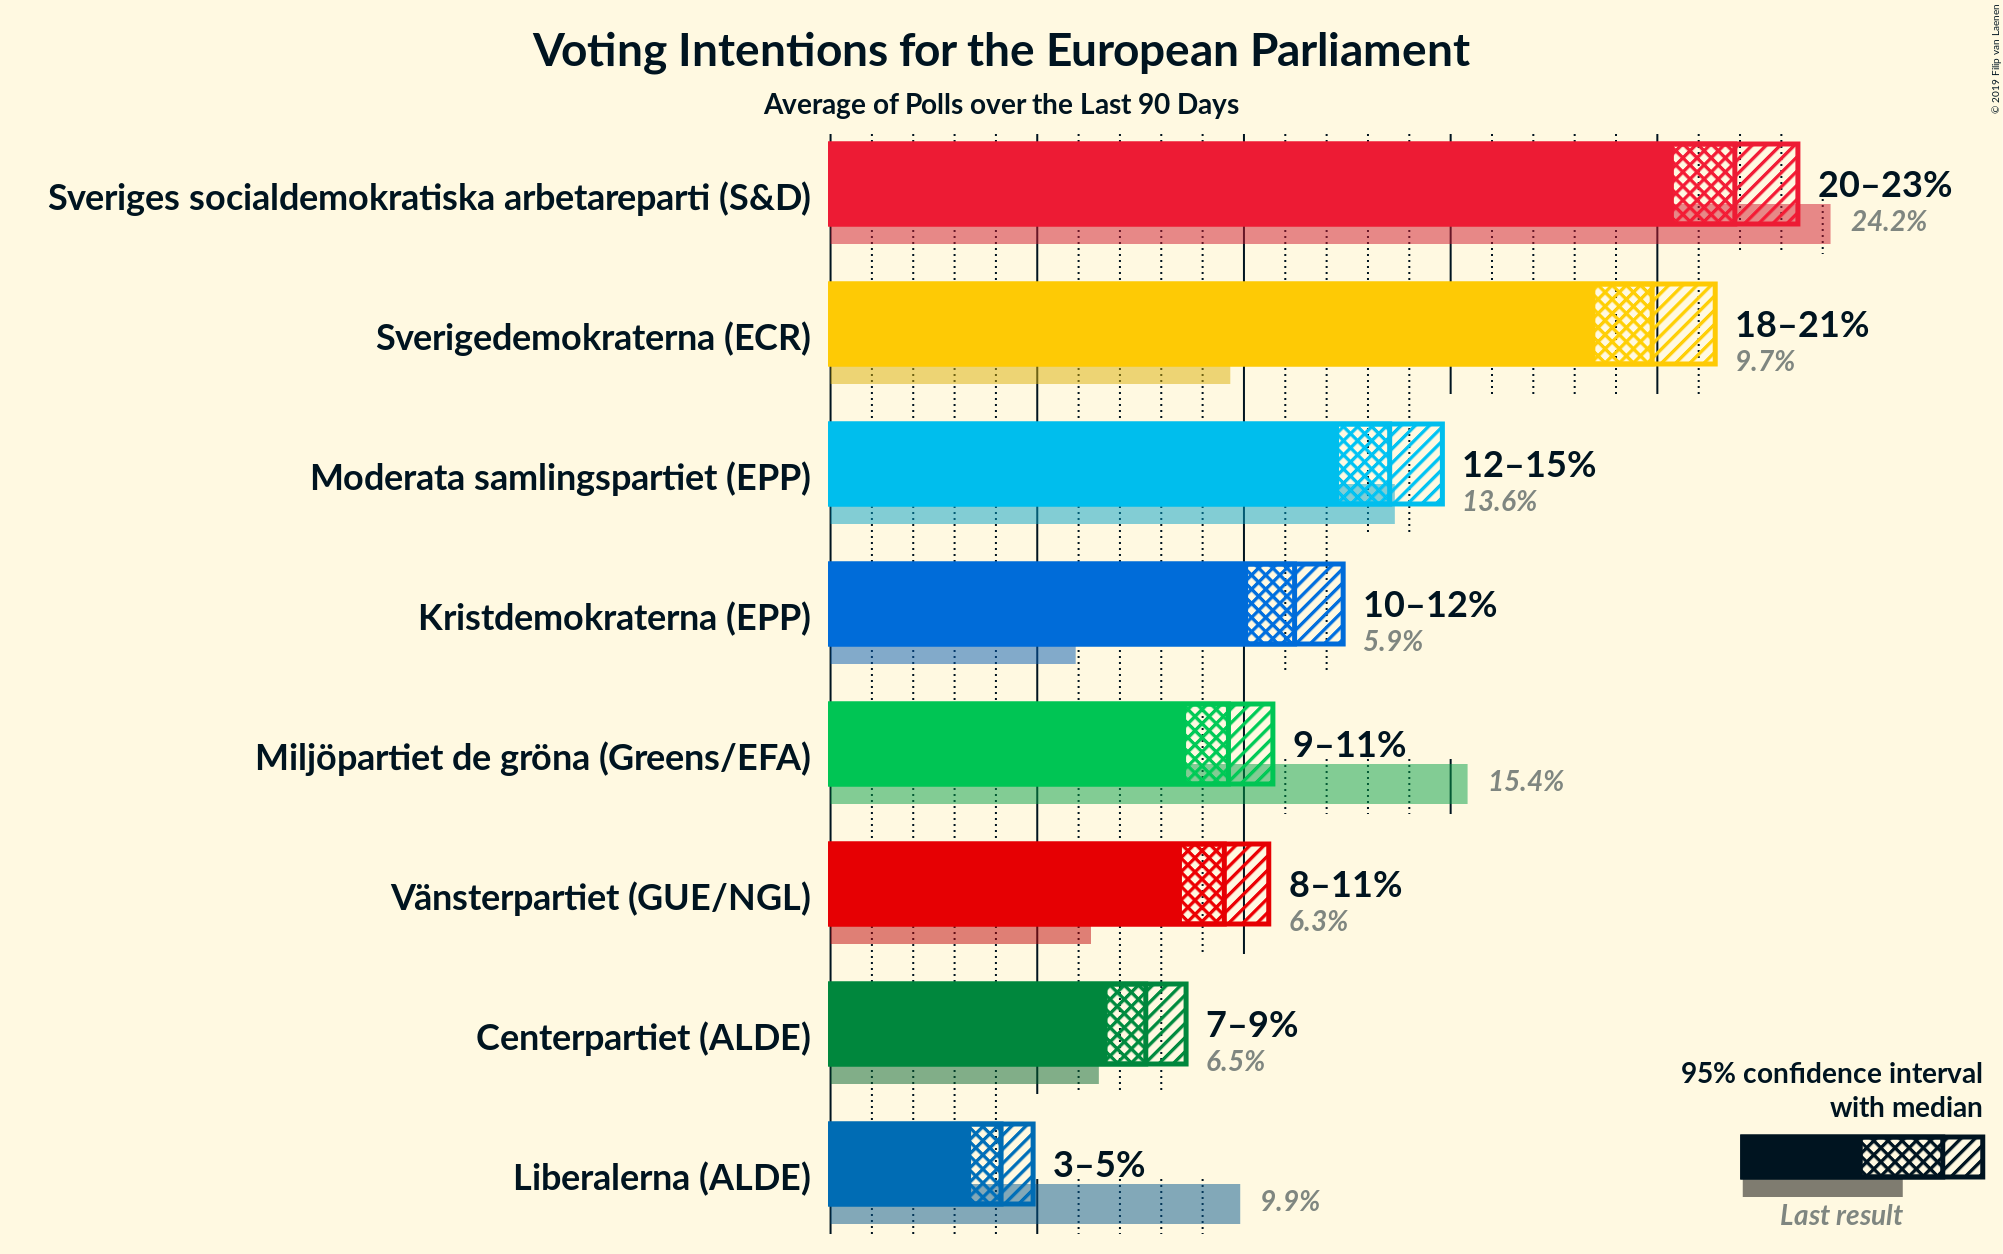 Voting Intentions for the European Parliament
Average of Polls over the Last 90 Days
© 2019 Filip van Laenen
Sveriges socialdemokratiska arbetareparti (S&D)
20–23%
24.2%
Sverigedemokraterna (ECR)
18–21%
9.7%
Moderata samlingspartiet (EPP)
12–15%
13.6%
Kristdemokraterna (EPP)
10–12%
5.9%
Miljöpartiet de gröna (Greens/EFA)
9–11%
15.4%
Vänsterpartiet (GUE/NGL)
8–11%
6.3%
Centerpartiet (ALDE)
7–9%
6.5%
Liberalerna (ALDE)
3–5%
9.9%
95% confidence interval
with median
Last result